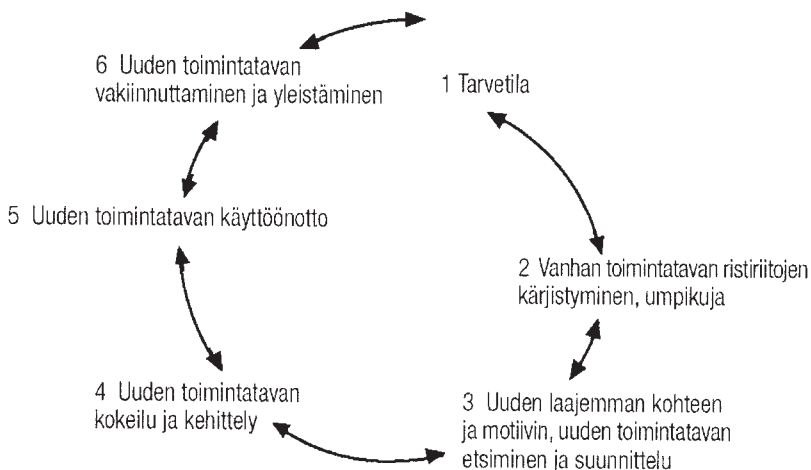 1 Tarvetila
2 Vanhan toimintatavan ristiriitojen
kärjistyminen, umpikuja
3 Uuden laajemman kohteen
ja motiivin, uuden toimintatavan
etsiminen ja suunnittelu
4 Uuden toimintatavan
kokeilu ja kehittely
5 Uuden toimintatavan käyttöönotto
6 Uuden toimintatavan
vakiinnuttaminen ja yleistäminen